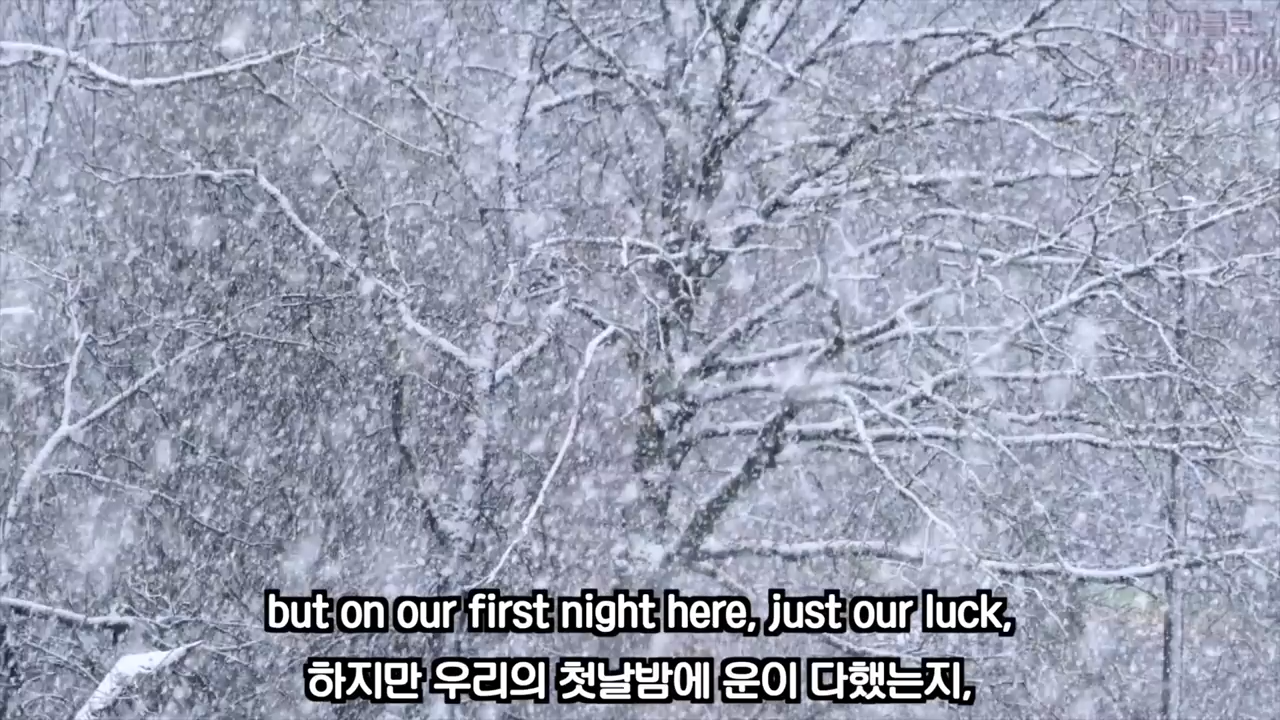 but on our first night here, just our luck,
하지만 우리의 첫날밤에 운이 다했는지,